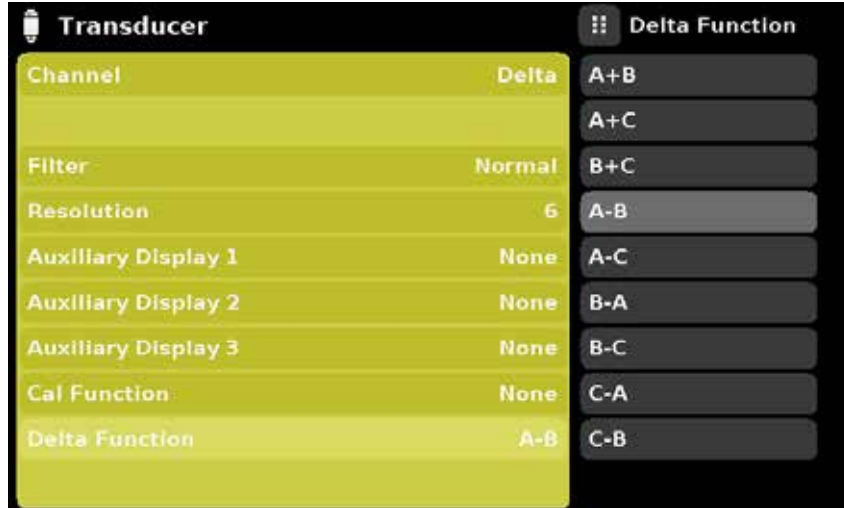 Transducer
Channel Delta
Filter Normal
Resolution 6
Auxiliary Display 1 None
Auxiliary Display 2 None
Auxiliary Display 3 None
Cal Function None
Delta Function A-B
Delta Function
A+B
A+C
B+C
A-B
A-C
B-A
B-C
C-A
C-B